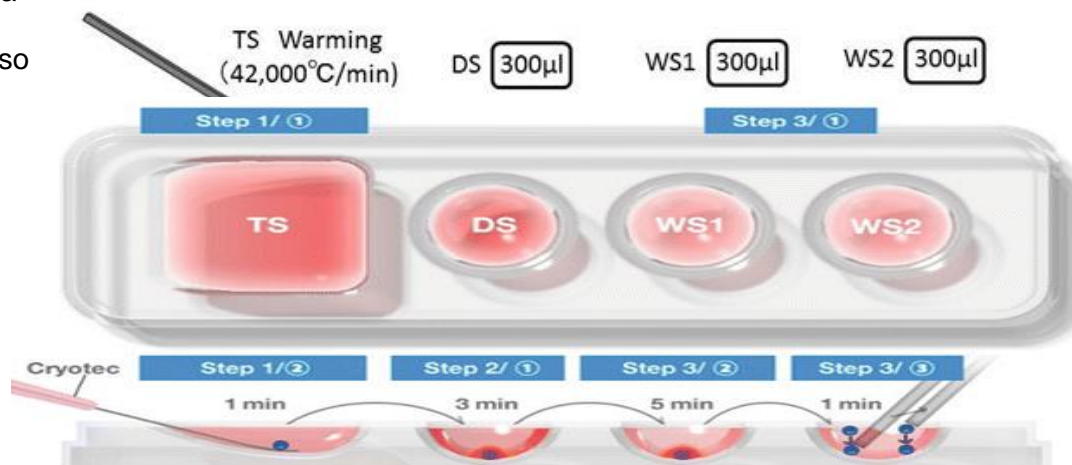 so
TS Warming
(42,000℃/min)
DS 300µl
WS1 300µl
WS2 300µl
Step 1/ ①
Step 3/ ①
TS
DS
WS1
WS2
Cryotec
Step 1/②
Step 2/ ①
Step 3/ ②
Step 3/ ③
1 min
3 min
5 min
1 min